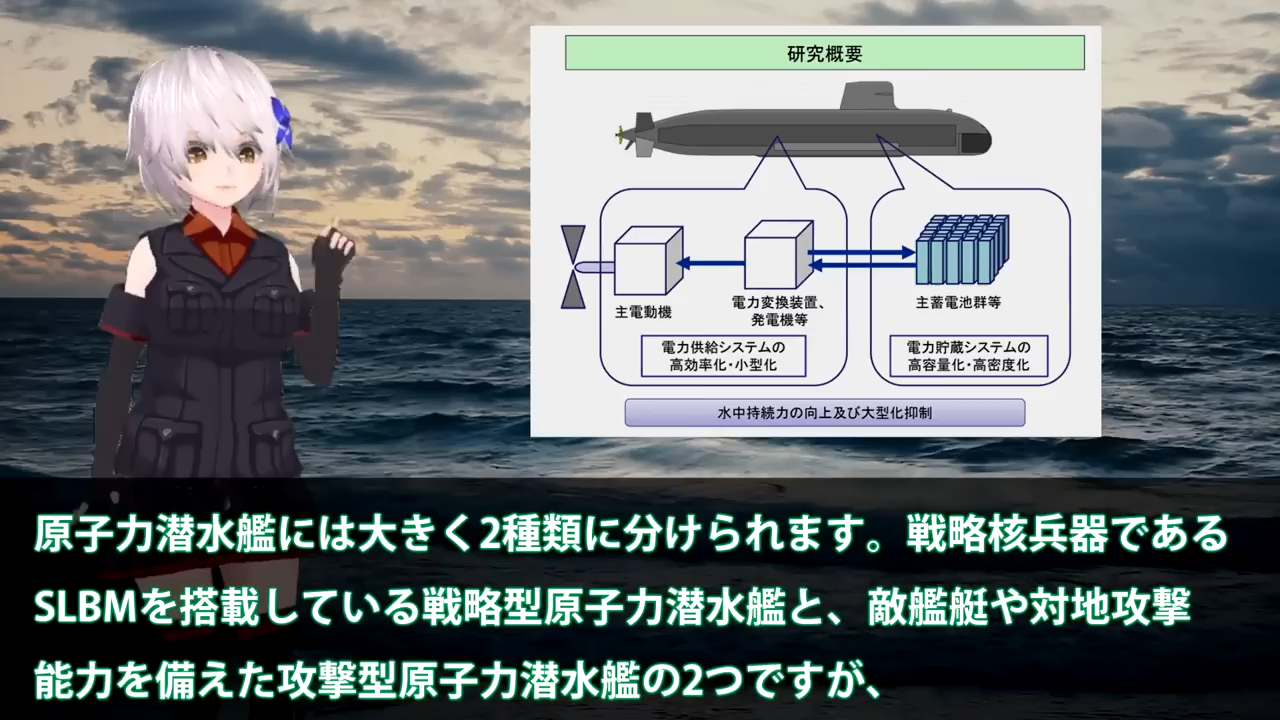 研究概要
主電動機
電力変換装置、
発電機等
主蓄電池群等
電力供給システムの
高効率化・小型化
電力貯蔵システムの
高容量化・高密度化
水中持続力の向上及び大型化抑制
原子力潜水艦には大きく2種類に分けられます。戦略核兵器である
SLBMを搭載している戦略型原子力潜水艦と、敵艦艇や対地攻撃
能力を備えた攻撃型原子力潜水艦の2つですが、